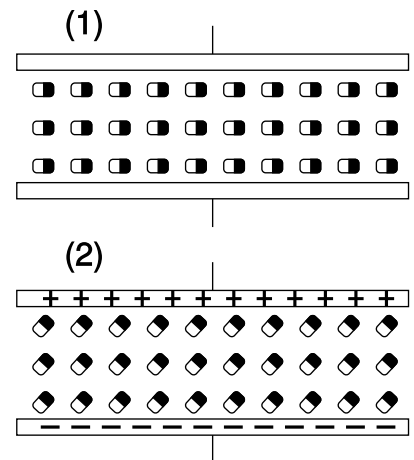 (1)
(2)
+ + + + + + + + + + + +
− − − − − − − − − − − −